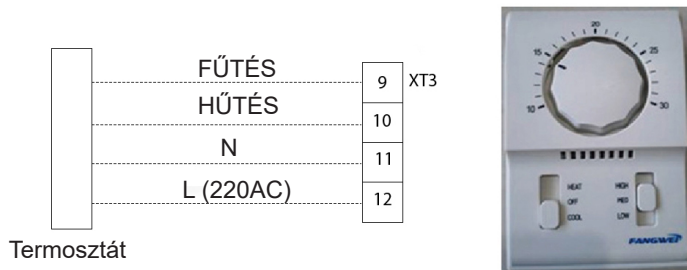 FŰTÉS
9 XT3
HŰTÉS
10
N
11
L (220AC)
12
Termosztát
20
15 25
10 30
HEAT HIGH
OFF MED
COOL LOW
FANGWEI